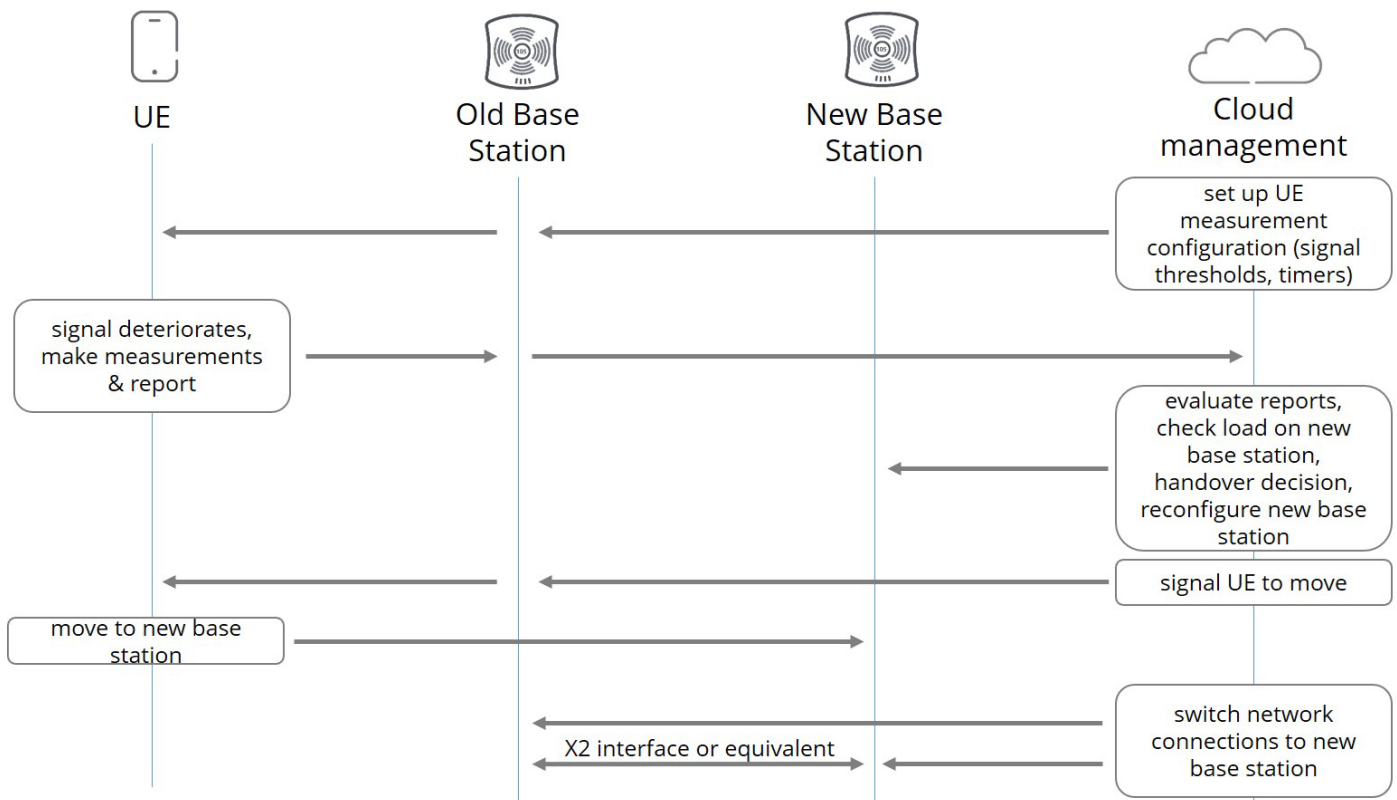 UE
Old Base
Station
New Base
Station
Cloud
management
set up UE
measurement
configuration (signal
thresholds, timers)
signal deteriorates,
make measurements
& report
evaluate reports,
check load on new
base station,
handover decision,
reconfigure new base
station
signal UE to move
move to new base
station
switch network
connections to new
base station
X2 interface or equivalent